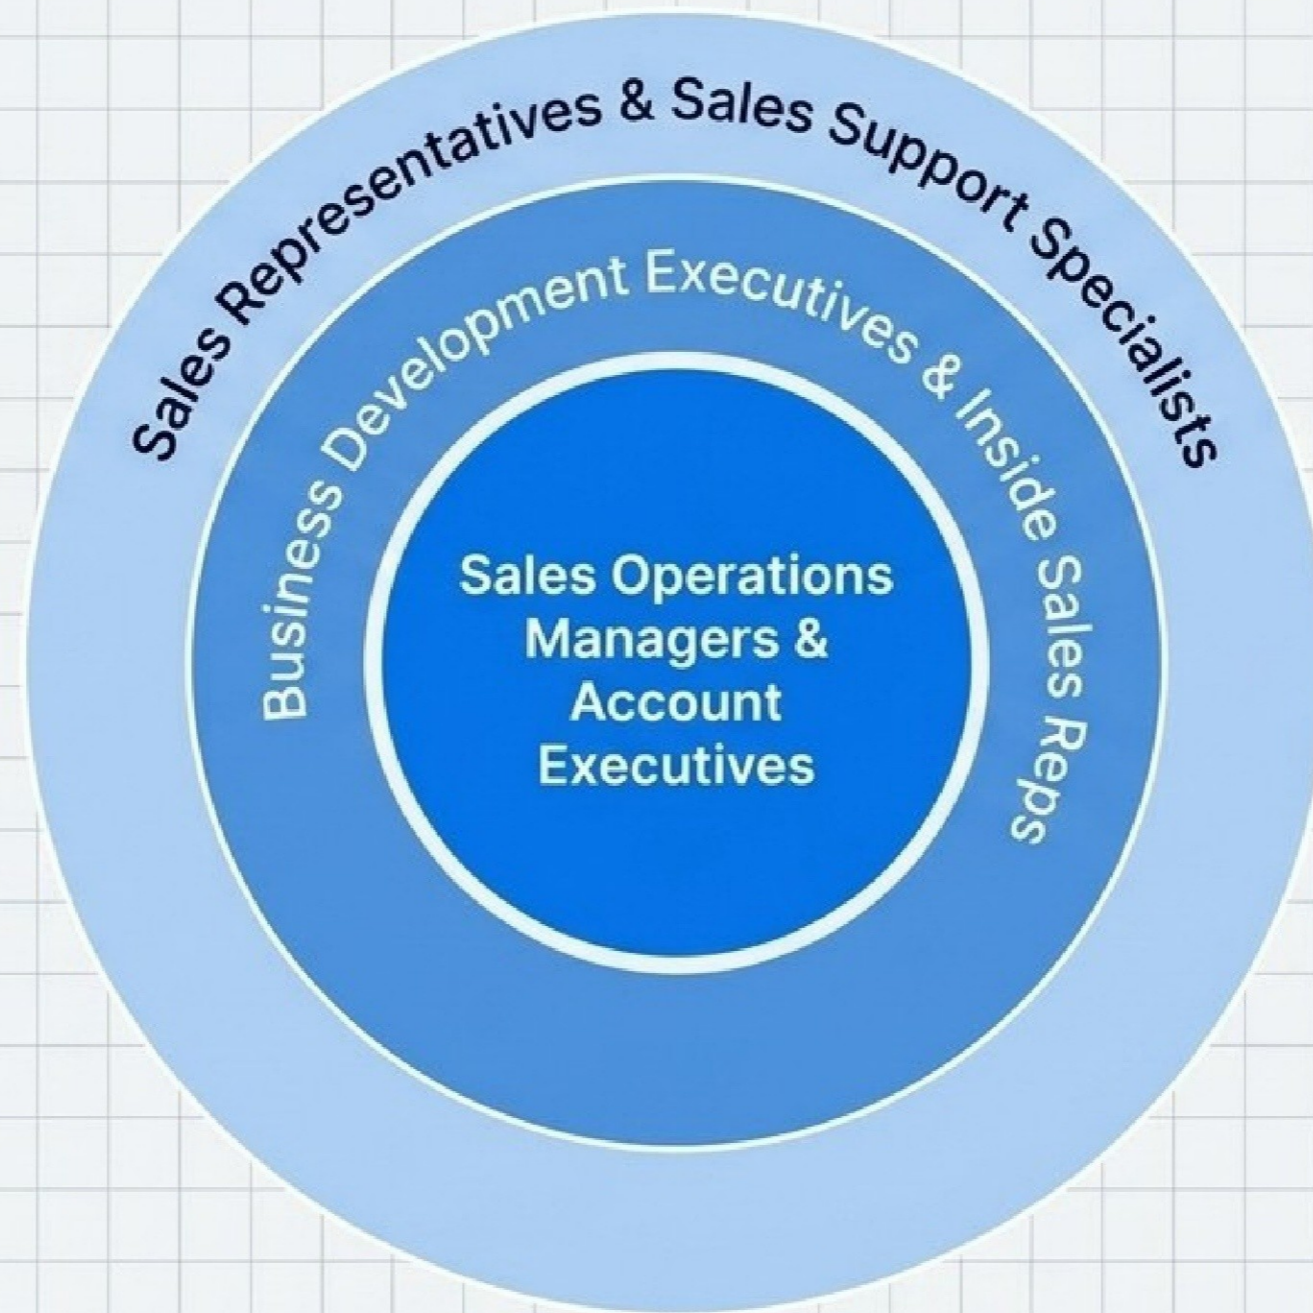 Sales Representatives & Sales Support Specialists
Business Development Executives & Inside Sales Reps
Sales Operations
Managers &
Account
Executives